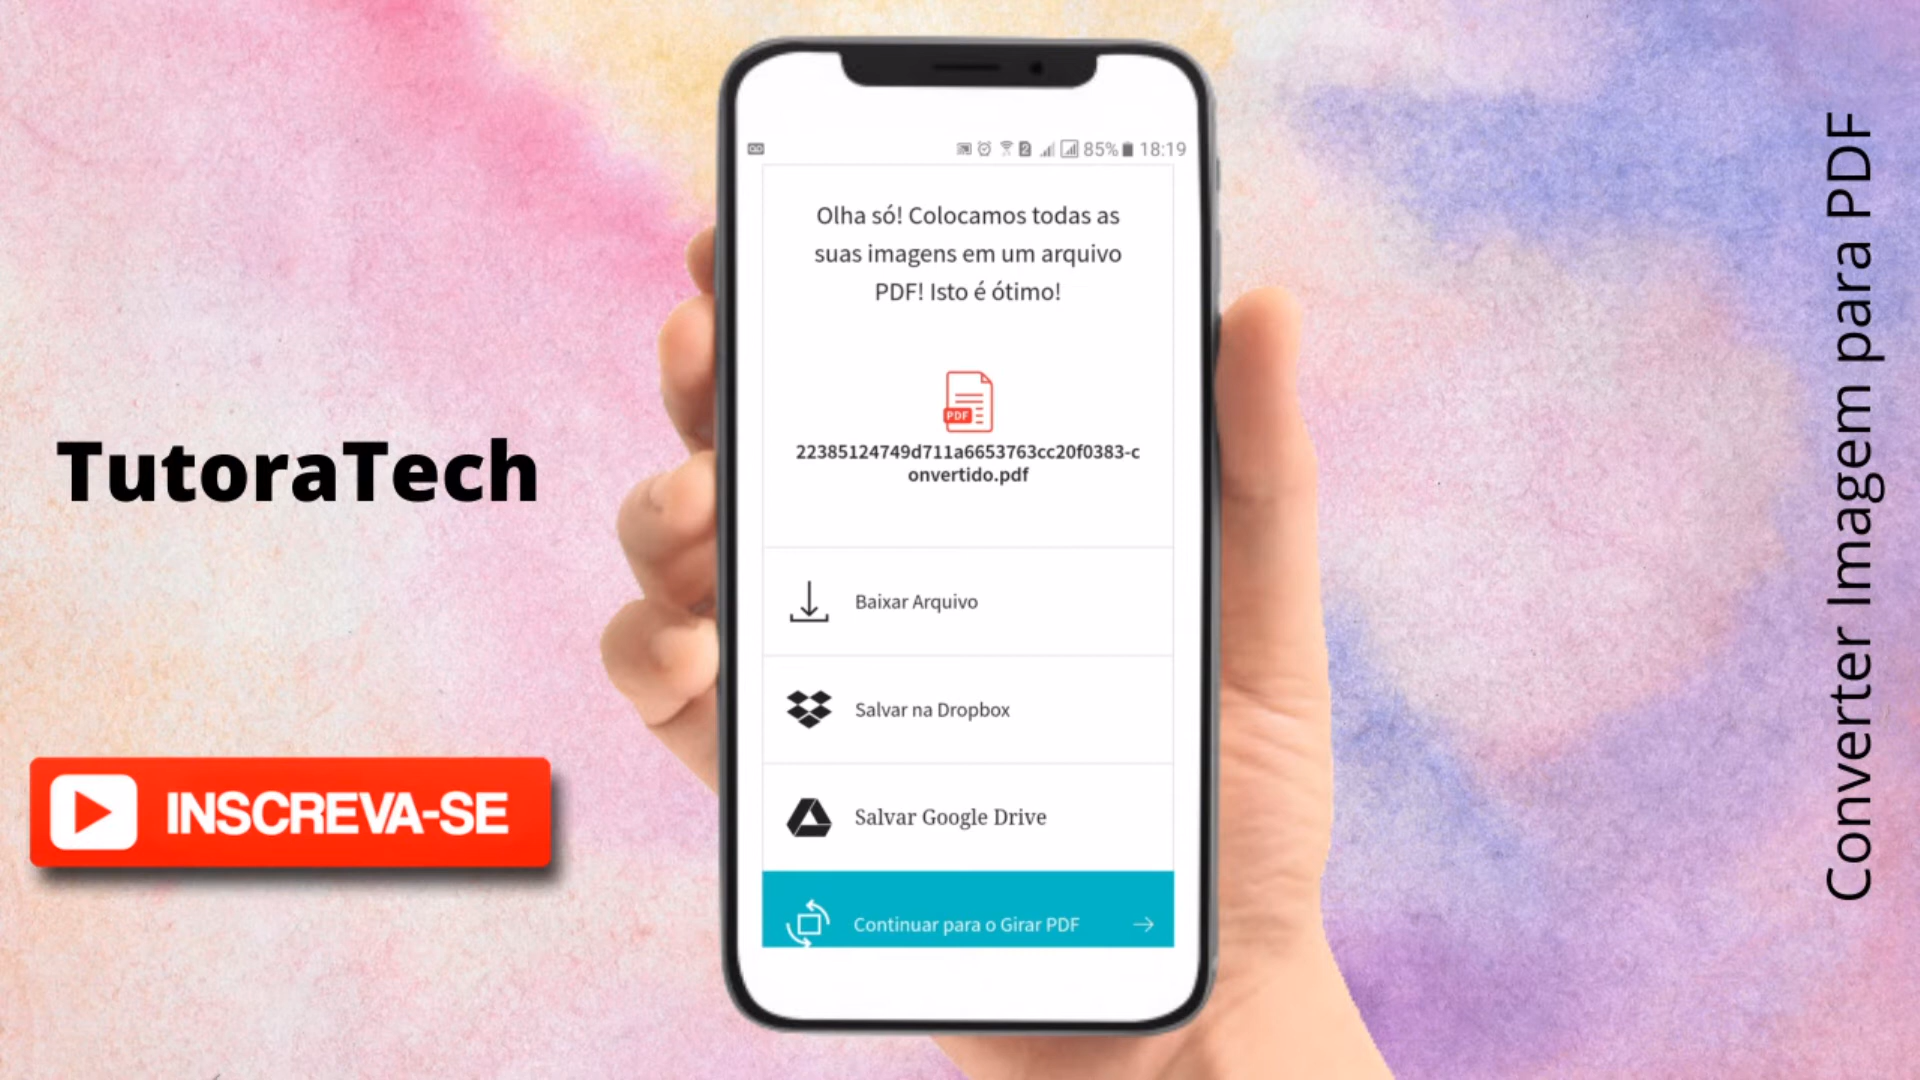 TutoraTech
INSCREVA-SE
85% 18:19
Olha só! Colocamos todas as
suas imagens em um arquivo
PDF! Isto é ótimo!
PDF
22385124749d711a6653763cc20f0383-c
onvertido.pdf
Baixar Arquivo
Salvar na Dropbox
Salvar Google Drive
Continuar para o Girar PDF
Converter Imagem para PDF